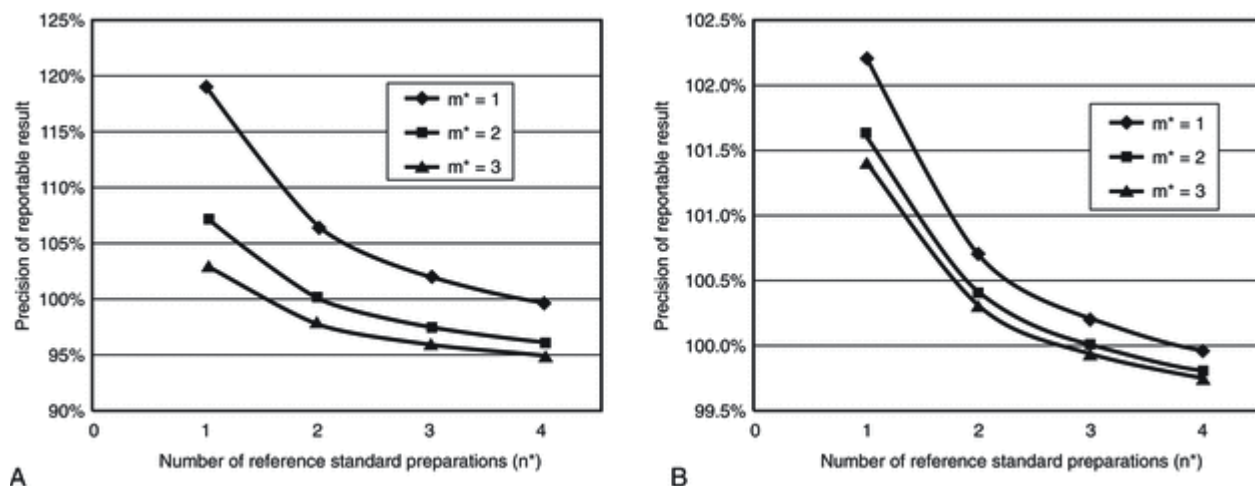 125%
120%
115%
110%
105%
100%
95%
90%
Precision of reportable result
m* = 1
m* = 2
m* = 3
0 1 2 3 4
Number of reference standard preparations (n*)
A
102.5%
102.0%
101.5%
101.0%
100.5%
100.0%
99.5%
Precision of reportable result
m* = 1
m* = 2
m* = 3
0 1 2 3 4
Number of reference standard preparations (n*)
B